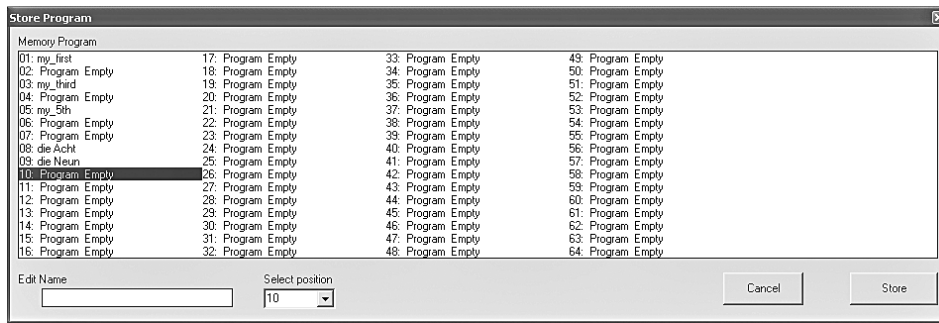 Store Program
Memory Program
01: my_first
02: Program Empty
03: my_third
04: Program Empty
05: my_5th
06: Program Empty
07: Program Empty
08: die Acht
09: die Neun
10: Program Empty
11: Program Empty
12: Program Empty
13: Program Empty
14: Program Empty
15: Program Empty
16: Program Empty
17: Program Empty
18: Program Empty
19: Program Empty
20: Program Empty
21: Program Empty
22: Program Empty
23: Program Empty
24: Program Empty
25: Program Empty
26: Program Empty
27: Program Empty
28: Program Empty
29: Program Empty
30: Program Empty
31: Program Empty
32: Program Empty
33: Program Empty
34: Program Empty
35: Program Empty
36: Program Empty
37: Program Empty
38: Program Empty
39: Program Empty
40: Program Empty
41: Program Empty
42: Program Empty
43: Program Empty
44: Program Empty
45: Program Empty
46: Program Empty
47: Program Empty
48: Program Empty
49: Program Empty
50: Program Empty
51: Program Empty
52: Program Empty
53: Program Empty
54: Program Empty
55: Program Empty
56: Program Empty
57: Program Empty
58: Program Empty
59: Program Empty
60: Program Empty
61: Program Empty
62: Program Empty
63: Program Empty
64: Program Empty
Edit Name
Select position
10
Cancel
Store